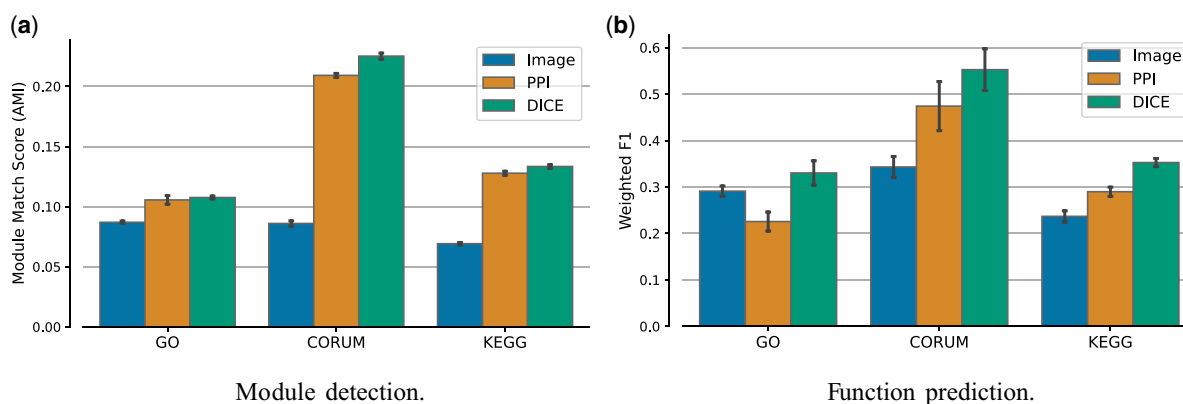 (a)
Module Match Score (AMI)
0.20
0.15
0.10
0.05
0.00
Image
PPI
DICE
GO CORUM KEGG
Module detection.
(b)
Weighted F1
0.6
0.5
0.4
0.3
0.2
0.1
0.0
Image
PPI
DICE
GO CORUM KEGG
Function prediction.